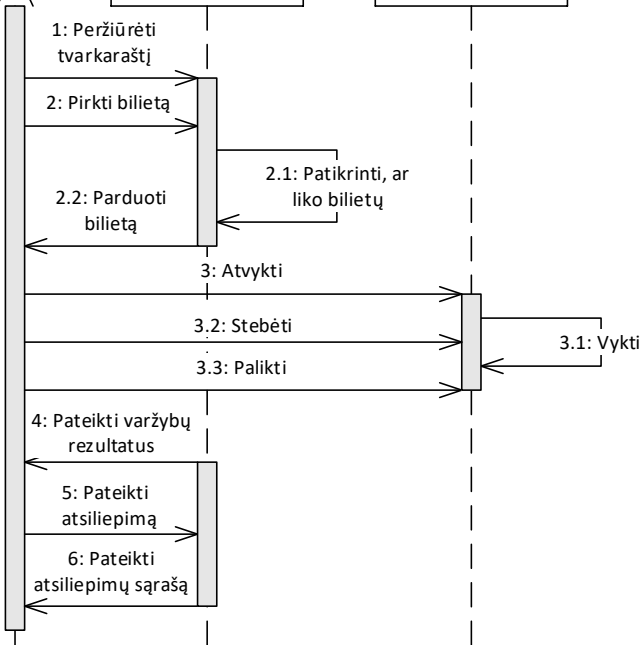 1: Peržiūrėti
tvarkaraštį
2: Pirkti bilietą
2.1: Patikrinti, ar
liko bilietų
2.2: Parduoti
bilietą
3: Atvykti
3.2: Stebėti
3.1: Vykti
3.3: Palikti
4: Pateikti varžybų
rezultatus
5: Pateikti
atsiliepimą
6: Pateikti
atsiliepimų sąrašą